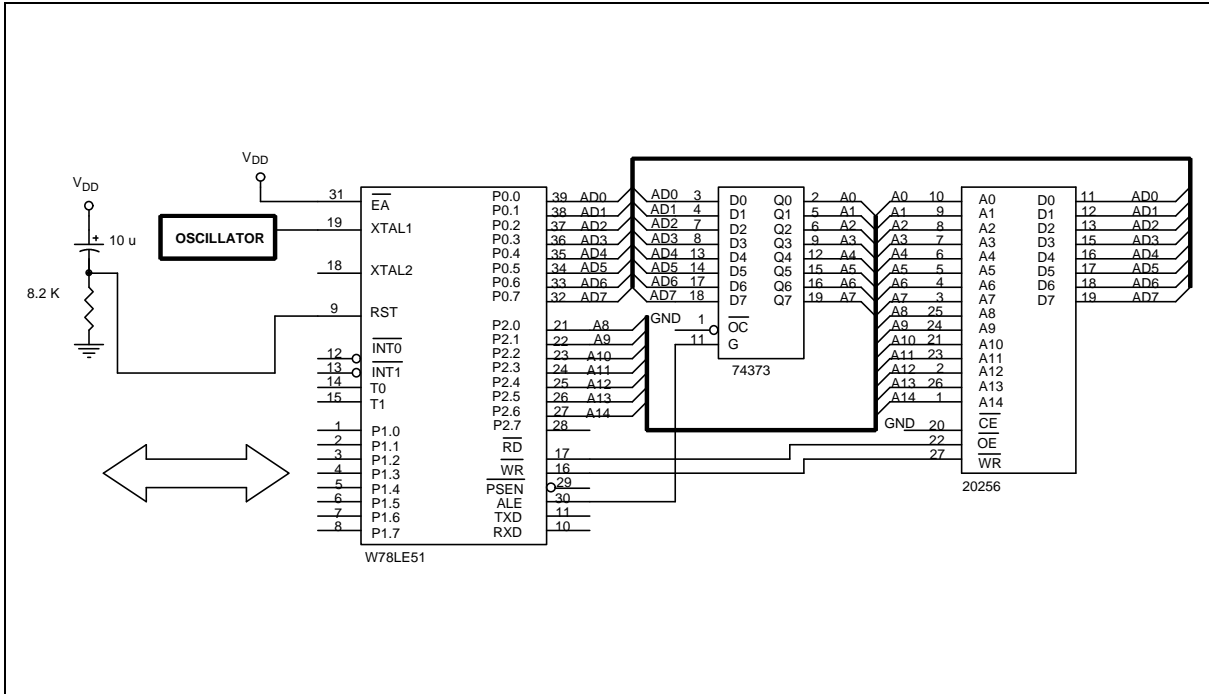 V_DD
10 u
8.2 K
V_DD
OSCILLATOR
31 EA P0.0 39 AD0
P0.1 38 AD1
19 XTAL1 P0.2 37 AD2
P0.3 36 AD3
P0.4 35 AD4
18 XTAL2 P0.5 34 AD5
P0.6 33 AD6
P0.7 32 AD7
9 RST
P2.0 21 A8
P2.1 22 A9
12 INT0 P2.2 23 A10
13 INT1 P2.3 24 A11
14 T0 P2.4 25 A12
15 T1 P2.5 26 A13
P2.6 27 A14
1 P1.0 P2.7 28
2 P1.1 RD 17
3 P1.2
4 P1.3 WR 16
5 P1.4 PSEN 29
6 P1.5 ALE 30
7 P1.6 TXD 11
8 P1.7 RXD 10
W78LE51
AD0 3 D0 Q0 2 A0
AD1 4 D1 Q1 5 A1
AD2 7 D2 Q2 6 A2
AD3 8 D3 Q3 9 A3
AD4 13 D4 Q4 12 A4
AD5 14 D5 Q5 15 A5
AD6 17 D6 Q6 16 A6
AD7 18 D7 Q7 19 A7
GND 1 OC
11 G
74373
A0 10 A0 D0 11 AD0
A1 9 A1 D1 12 AD1
A2 8 A2 D2 13 AD2
A3 7 A3 D3 15 AD3
A4 6 A4 D4 16 AD4
A5 5 A5 D5 17 AD5
A6 4 A6 D6 18 AD6
A7 3 A7 D7 19 AD7
A8 25 A8
A9 24 A9
A10 21 A10
A11 23 A11
A12 2 A12
A13 26 A13
A14 1 A14
GND 20 CE
22 OE
27 WR
20256